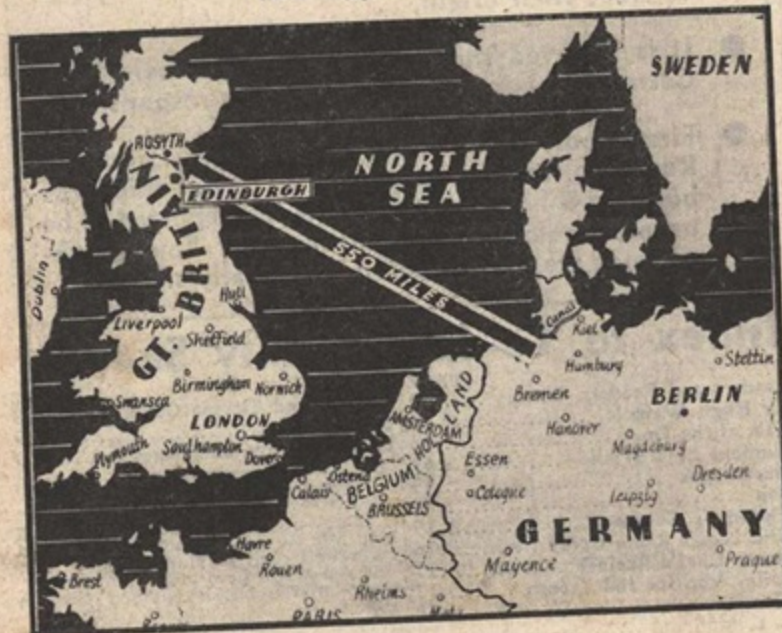 SWEDEN
ROSYTH
NORTH
SEA
EDINBURGH
GT. BRITAIN
550 MILES
Dublin
Hull
Liverpool
Sheffield
Canal
Kiel
Hamburg
Stettin
Birmingham
Norwich
Bremen
BERLIN
Swansea
AMSTERDAM
HOLLAND
LONDON
Hanover
Plymouth
Southampton
Dover
Magdeburg
Essen
Ostend
Calais
BELGIUM
Cologne
Leipzig
Dresden
BRUSSELS
GERMANY
Havre
Rouen
Mayence
Prague
Brest
Rheims
PARIS